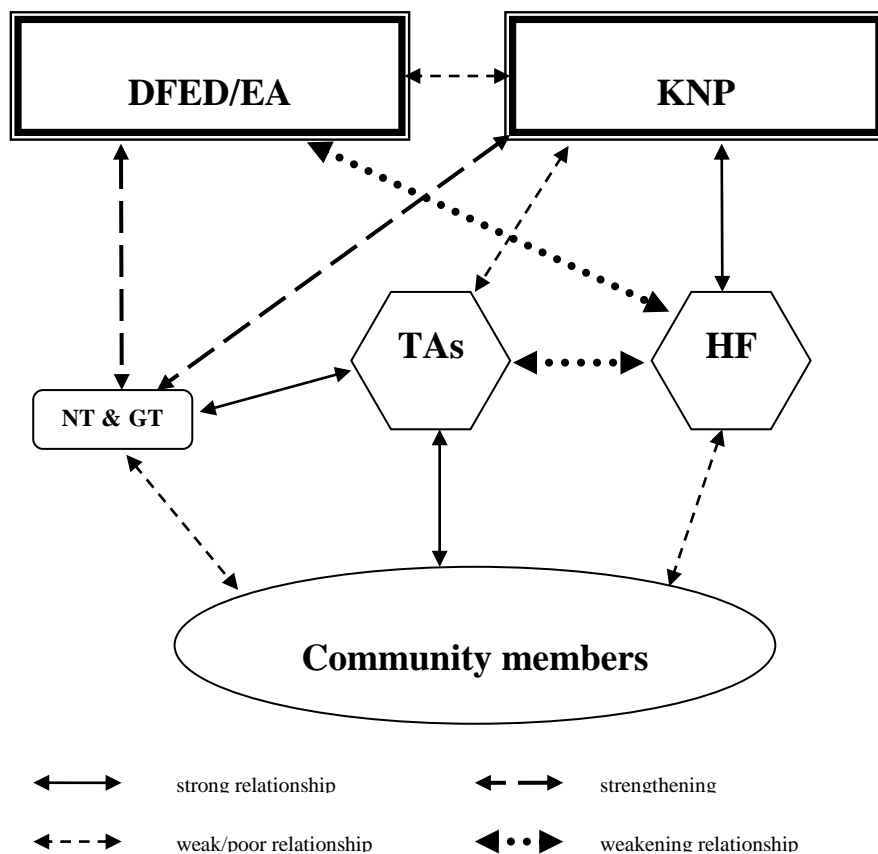 DFED/EA
KNP
TAs
HF
NT & GT
Community members
strong relationship
strengthening
weak/poor relationship
weakening relationship